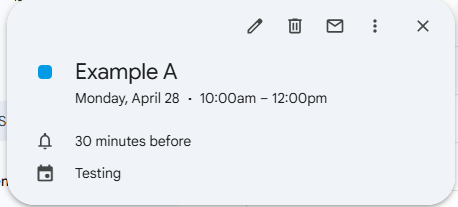 Example A
Monday, April 28 • 10:00am – 12:00pm
30 minutes before
Testing